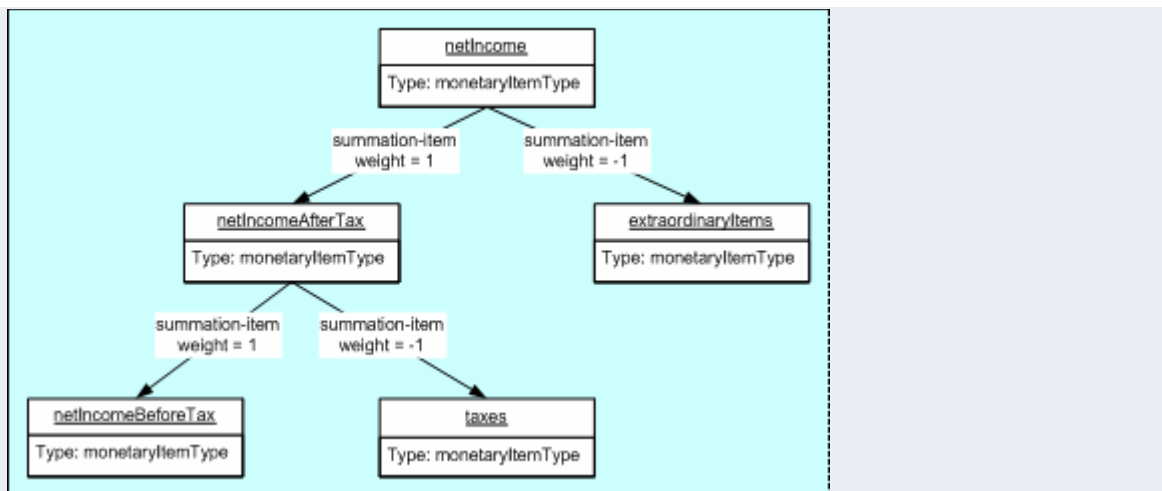 netIncome
Type: monetaryItemType
summation-item
weight = 1
summation-item
weight = -1
netIncomeAfterTax
Type: monetaryItemType
extraordinaryItems
Type: monetaryItemType
summation-item
weight = 1
summation-item
weight = -1
netIncomeBeforeTax
Type: monetaryItemType
taxes
Type: monetaryItemType